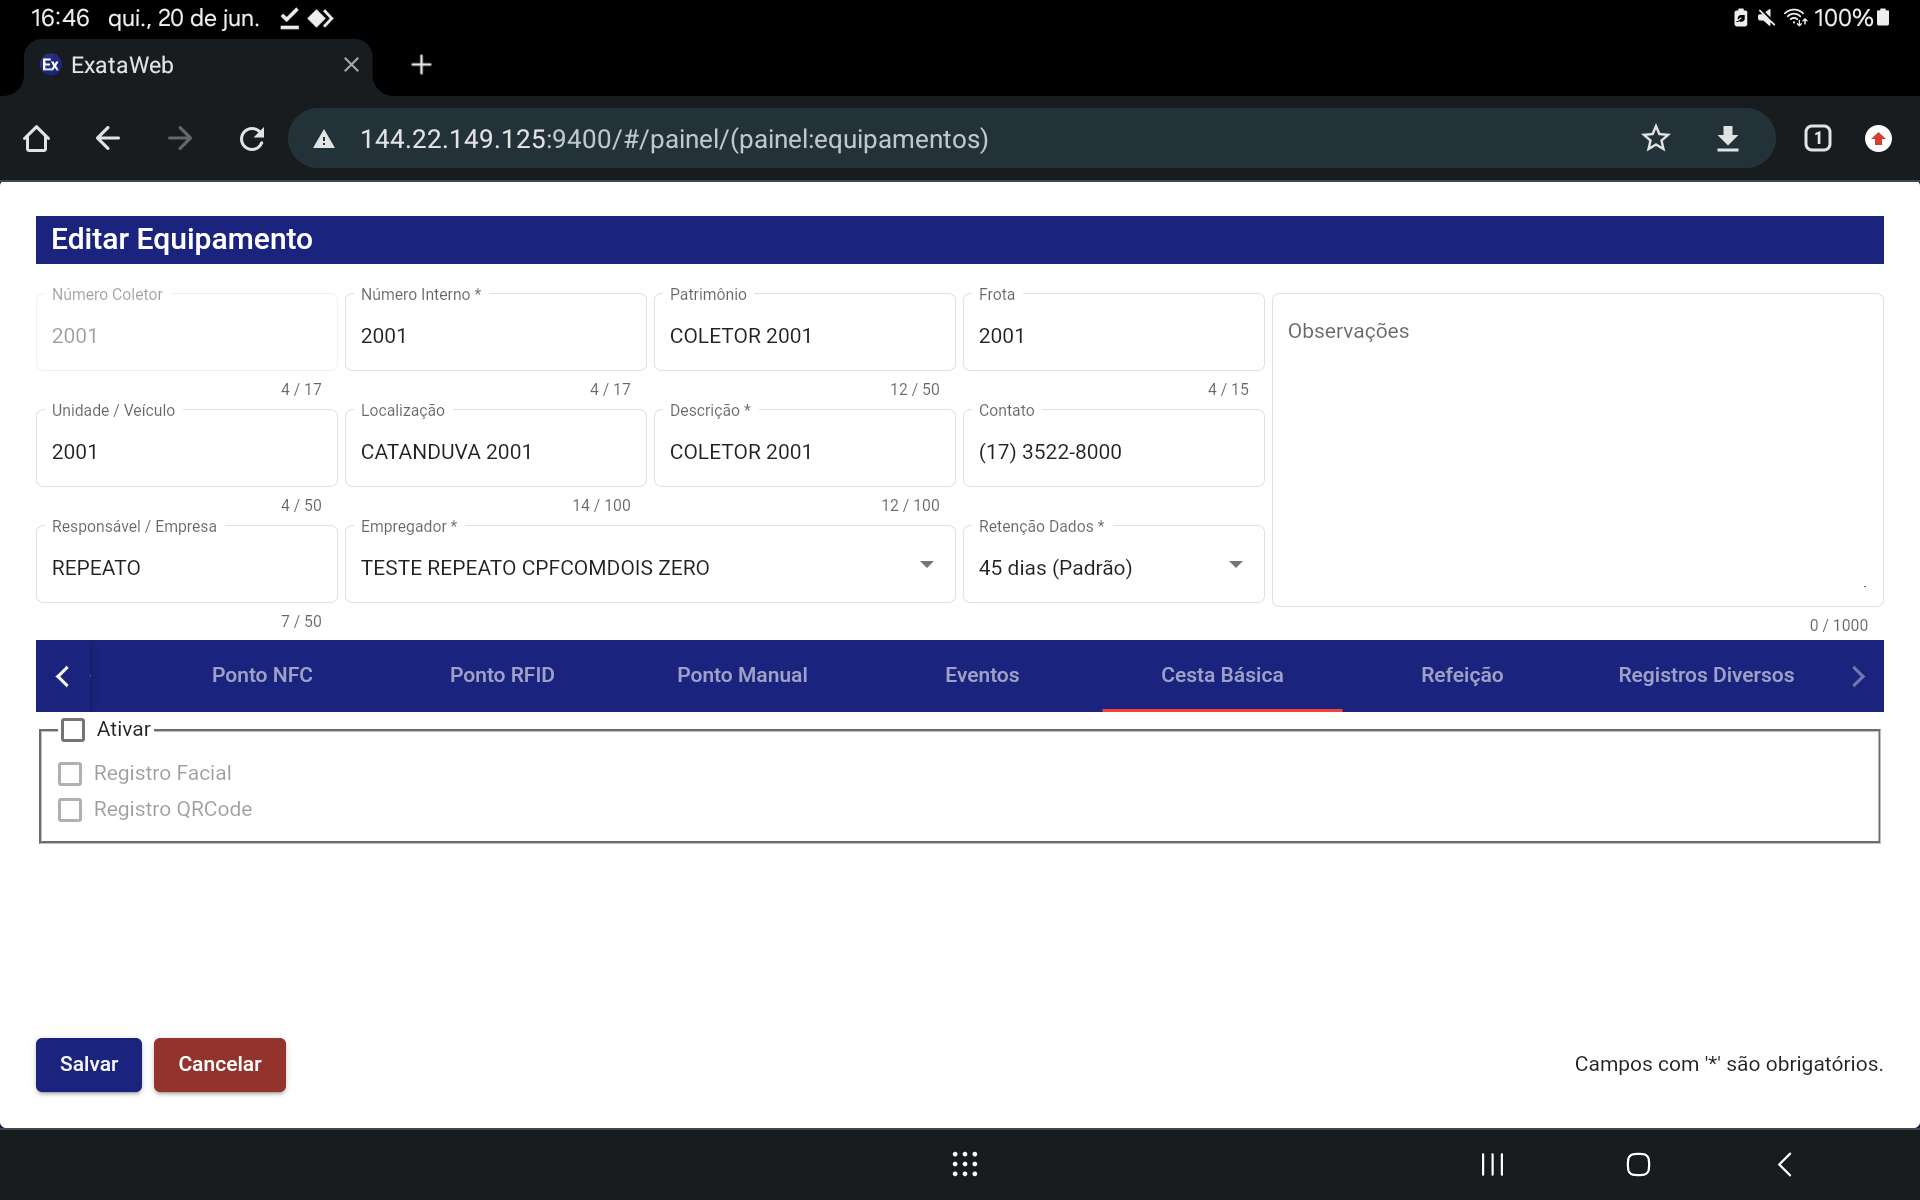 16:46 qui., 20 de jun.
100%
Ex ExataWeb
144.22.149.125:9400/#/painel/(painel:equipamentos)
1
Editar Equipamento
Número Coletor
2001
4 / 17
Número Interno *
2001
4 / 17
Patrimônio
COLETOR 2001
12 / 50
Frota
2001
4 / 15
Observações
0 / 1000
Unidade / Veículo
2001
4 / 50
Localização
CATANDUVA 2001
14 / 100
Descrição *
COLETOR 2001
12 / 100
Contato
(17) 3522-8000
Responsável / Empresa
REPEATO
7 / 50
Empregador *
TESTE REPEATO CPFCOMDOIS ZERO
Retenção Dados *
45 dias (Padrão)
Ponto NFC
Ponto RFID
Ponto Manual
Eventos
Cesta Básica
Refeição
Registros Diversos
Ativar
Registro Facial
Registro QRCode
Salvar
Cancelar
Campos com '*' são obrigatórios.